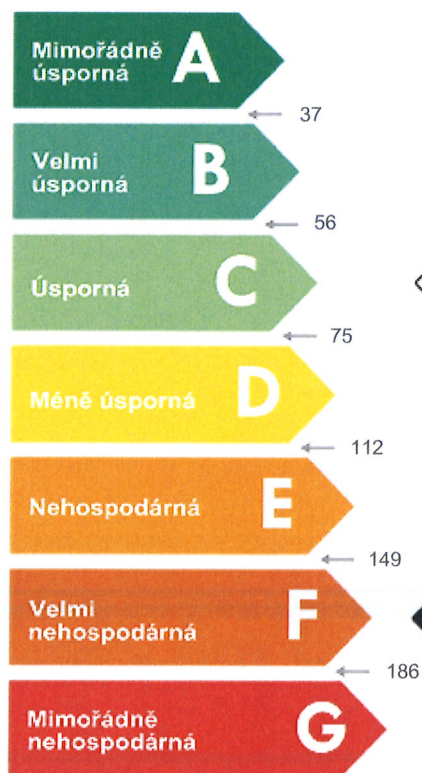 Mimořádně
úsporná
A
37
Velmi
úsporná
B
56
Úsporná
C
75
Méně úsporná
D
112
Nehospodárná
E
149
Velmi
nehospodárná
F
186
Mimořádně
nehospodárná
G